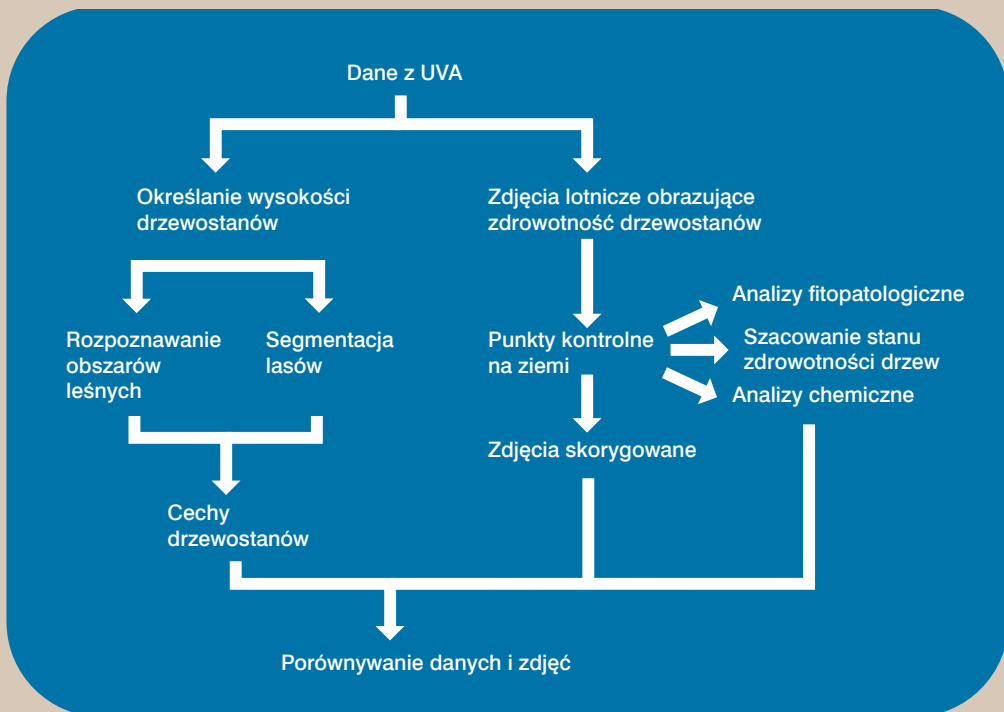 Dane z UVA
Określanie wysokości
drzewostanów
Zdjęcia lotnicze obrazujące
zdrowotność drzewostanów
Rozpoznawanie
obszarów
leśnych
Segmentacja
lasów
Punkty kontrolne
na ziemi
Analizy fitopatologiczne
Szacowanie stanu
zdrowotności drzew
Analizy chemiczne
Zdjęcia skorygowane
Cechy
drzewostanów
Porównywanie danych i zdjęć